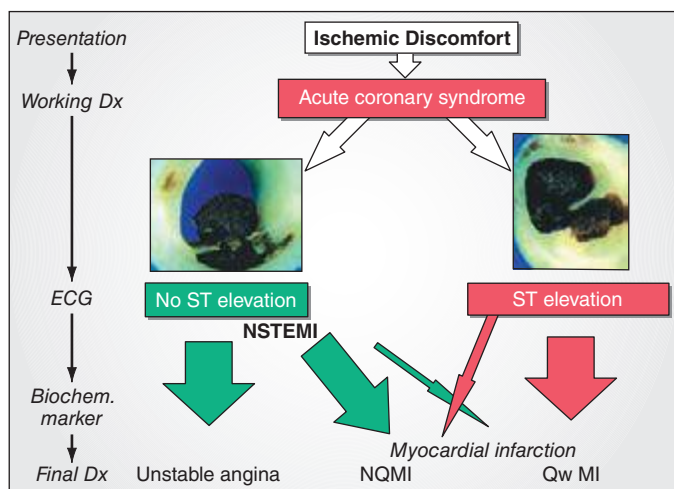 Presentation
Ischemic Discomfort
Working Dx
Acute coronary syndrome
ECG
No ST elevation
ST elevation
NSTEMI
Biochem.
marker
Myocardial infarction
Final Dx
Unstable angina
NQMI
Qw MI